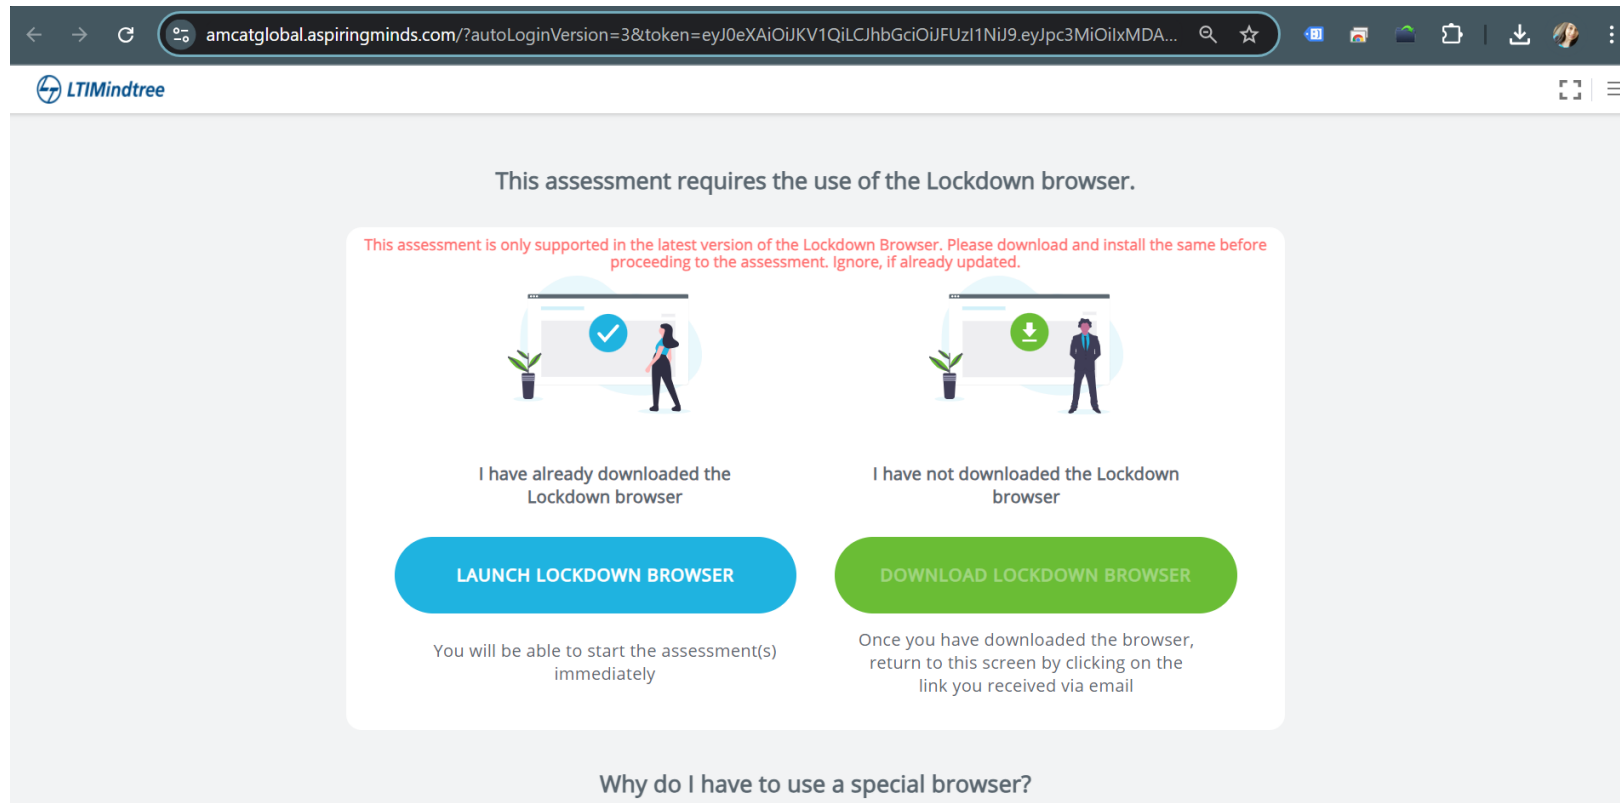 amcatglobal.aspiringminds.com/?autoLoginVersion=3&token=eyJ0eXAiOiJKV1QiLCJhbGciOiJFUzI1NiJ9.eyJpc3MiOiIxMDA...
LTIMindtree
This assessment requires the use of the Lockdown browser.
This assessment is only supported in the latest version of the Lockdown Browser. Please download and install the same before
proceeding to the assessment. Ignore, if already updated.
I have already downloaded the
Lockdown browser
LAUNCH LOCKDOWN BROWSER
You will be able to start the assessment(s)
immediately
I have not downloaded the Lockdown
browser
DOWNLOAD LOCKDOWN BROWSER
Once you have downloaded the browser,
return to this screen by clicking on the
link you received via email
Why do I have to use a special browser?